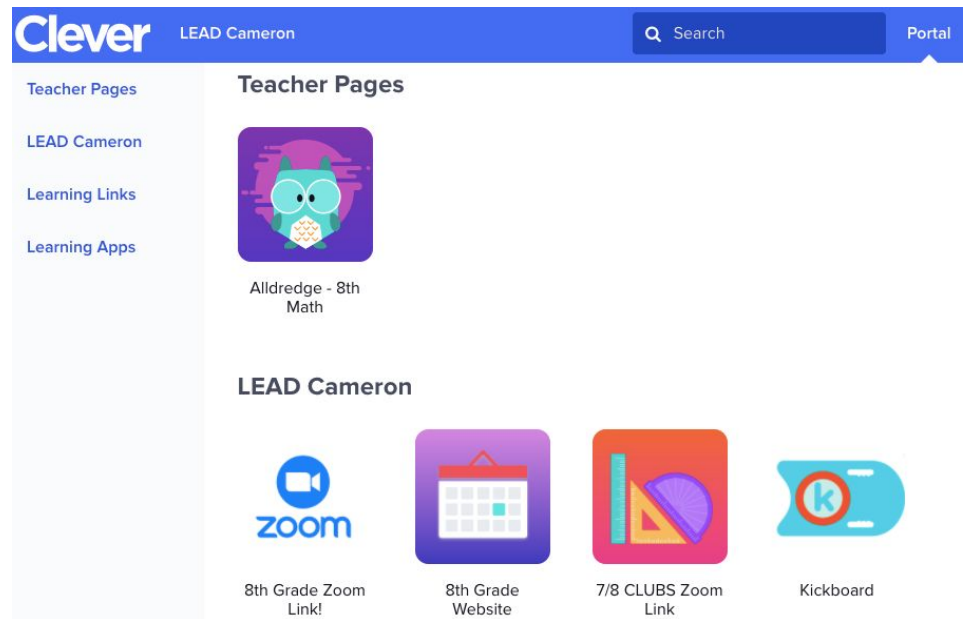 Clever
LEAD Cameron
Search
Portal
Teacher Pages
LEAD Cameron
Learning Links
Learning Apps
Teacher Pages
Alldredge - 8th
Math
LEAD Cameron
zoom
k
8th Grade Zoom
Link!
8th Grade
Website
7/8 CLUBS Zoom
Link
Kickboard